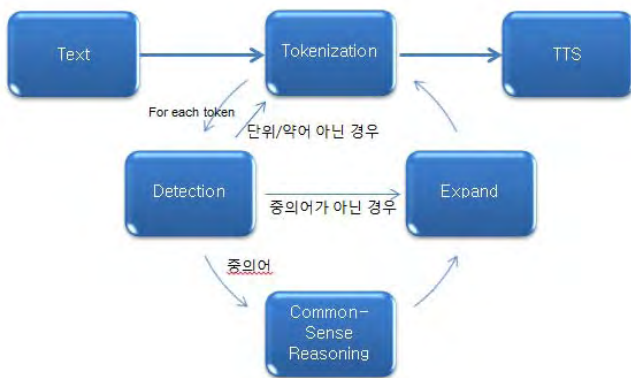 Text
Tokenization
TTS
For each token
단위/약어 아닌 경우
Detection
중의어가 아닌 경우
Expand
중의어
Common-
Sense
Reasoning